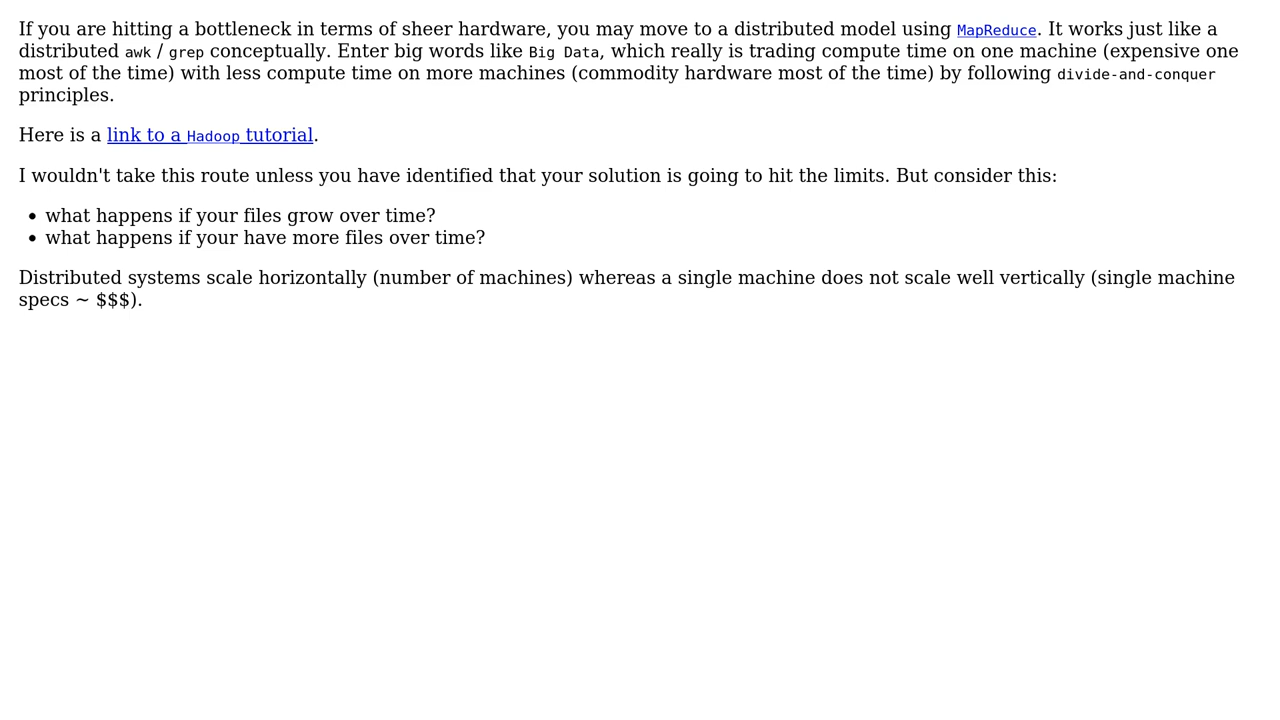 If you are hitting a bottleneck in terms of sheer hardware, you may move to a distributed model using MapReduce. It works just like a
distributed awk / grep conceptually. Enter big words like Big Data, which really is trading compute time on one machine (expensive one
most of the time) with less compute time on more machines (commodity hardware most of the time) by following divide-and-conquer
principles.
Here is a link to a Hadoop tutorial.
I wouldn't take this route unless you have identified that your solution is going to hit the limits. But consider this:
• what happens if your files grow over time?
• what happens if your have more files over time?
Distributed systems scale horizontally (number of machines) whereas a single machine does not scale well vertically (single machine
specs ~ $$$).